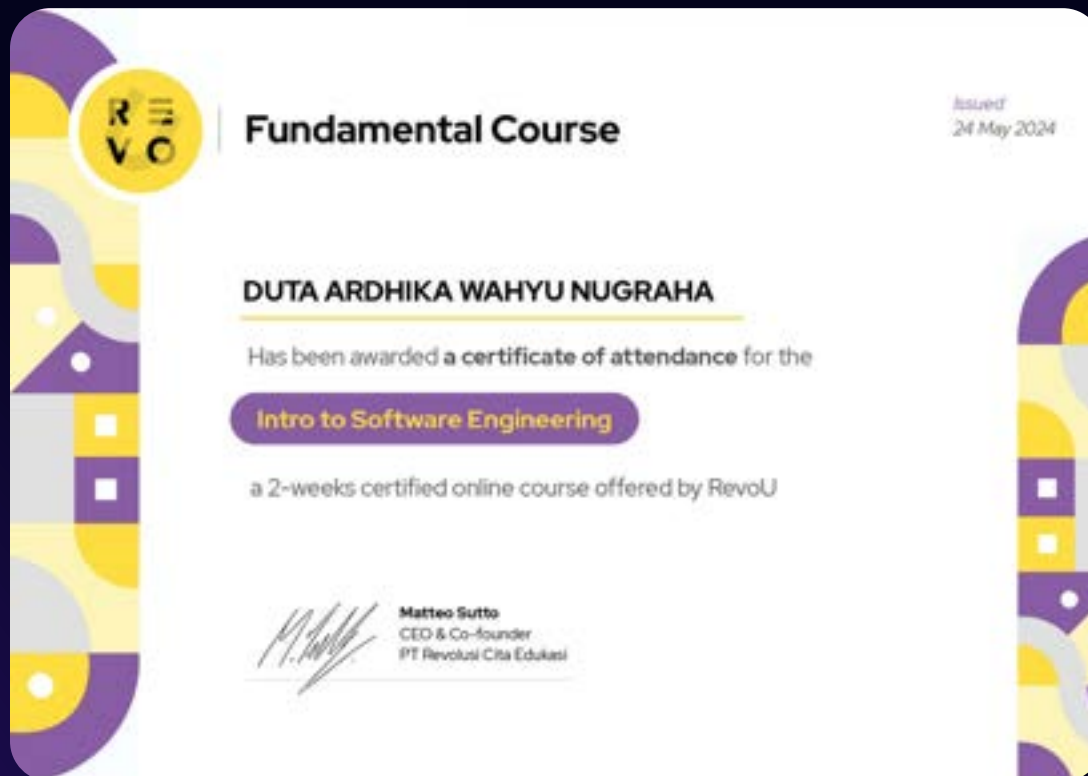 REVO
Fundamental Course
Issued
24 May 2024
DUTA ARDHIKA WAHYU NUGRAHA
Has been awarded a certificate of attendance for the
Intro to Software Engineering
a 2-weeks certified online course offered by RevoU
Matteo Sutto
CEO & Co-founder
PT Revolusi Cita Edukasi